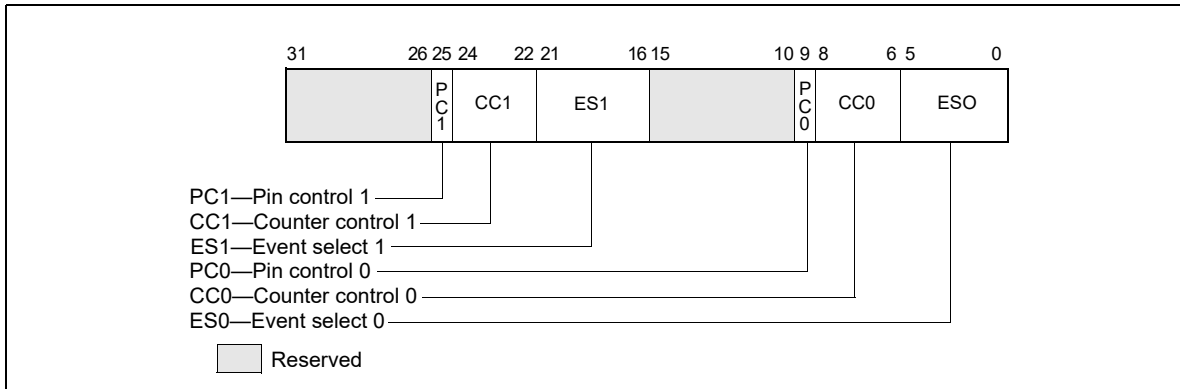 31 26 25 24 22 21 16 15 10 9 8 6 5 0
PC1 CC1 ES1 PC0 CC0 ESO
PC1—Pin control 1
CC1—Counter control 1
ES1—Event select 1
PC0—Pin control 0
CC0—Counter control 0
ES0—Event select 0
Reserved